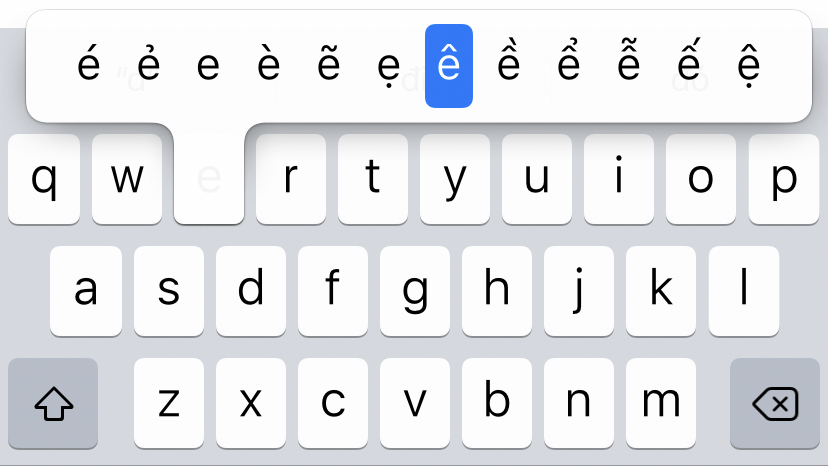 é ẻ e è ẽ ẹ ê ề ể ễ ế ệ
q w e r t y u i o p
a s d f g h j k l
z x c v b n m